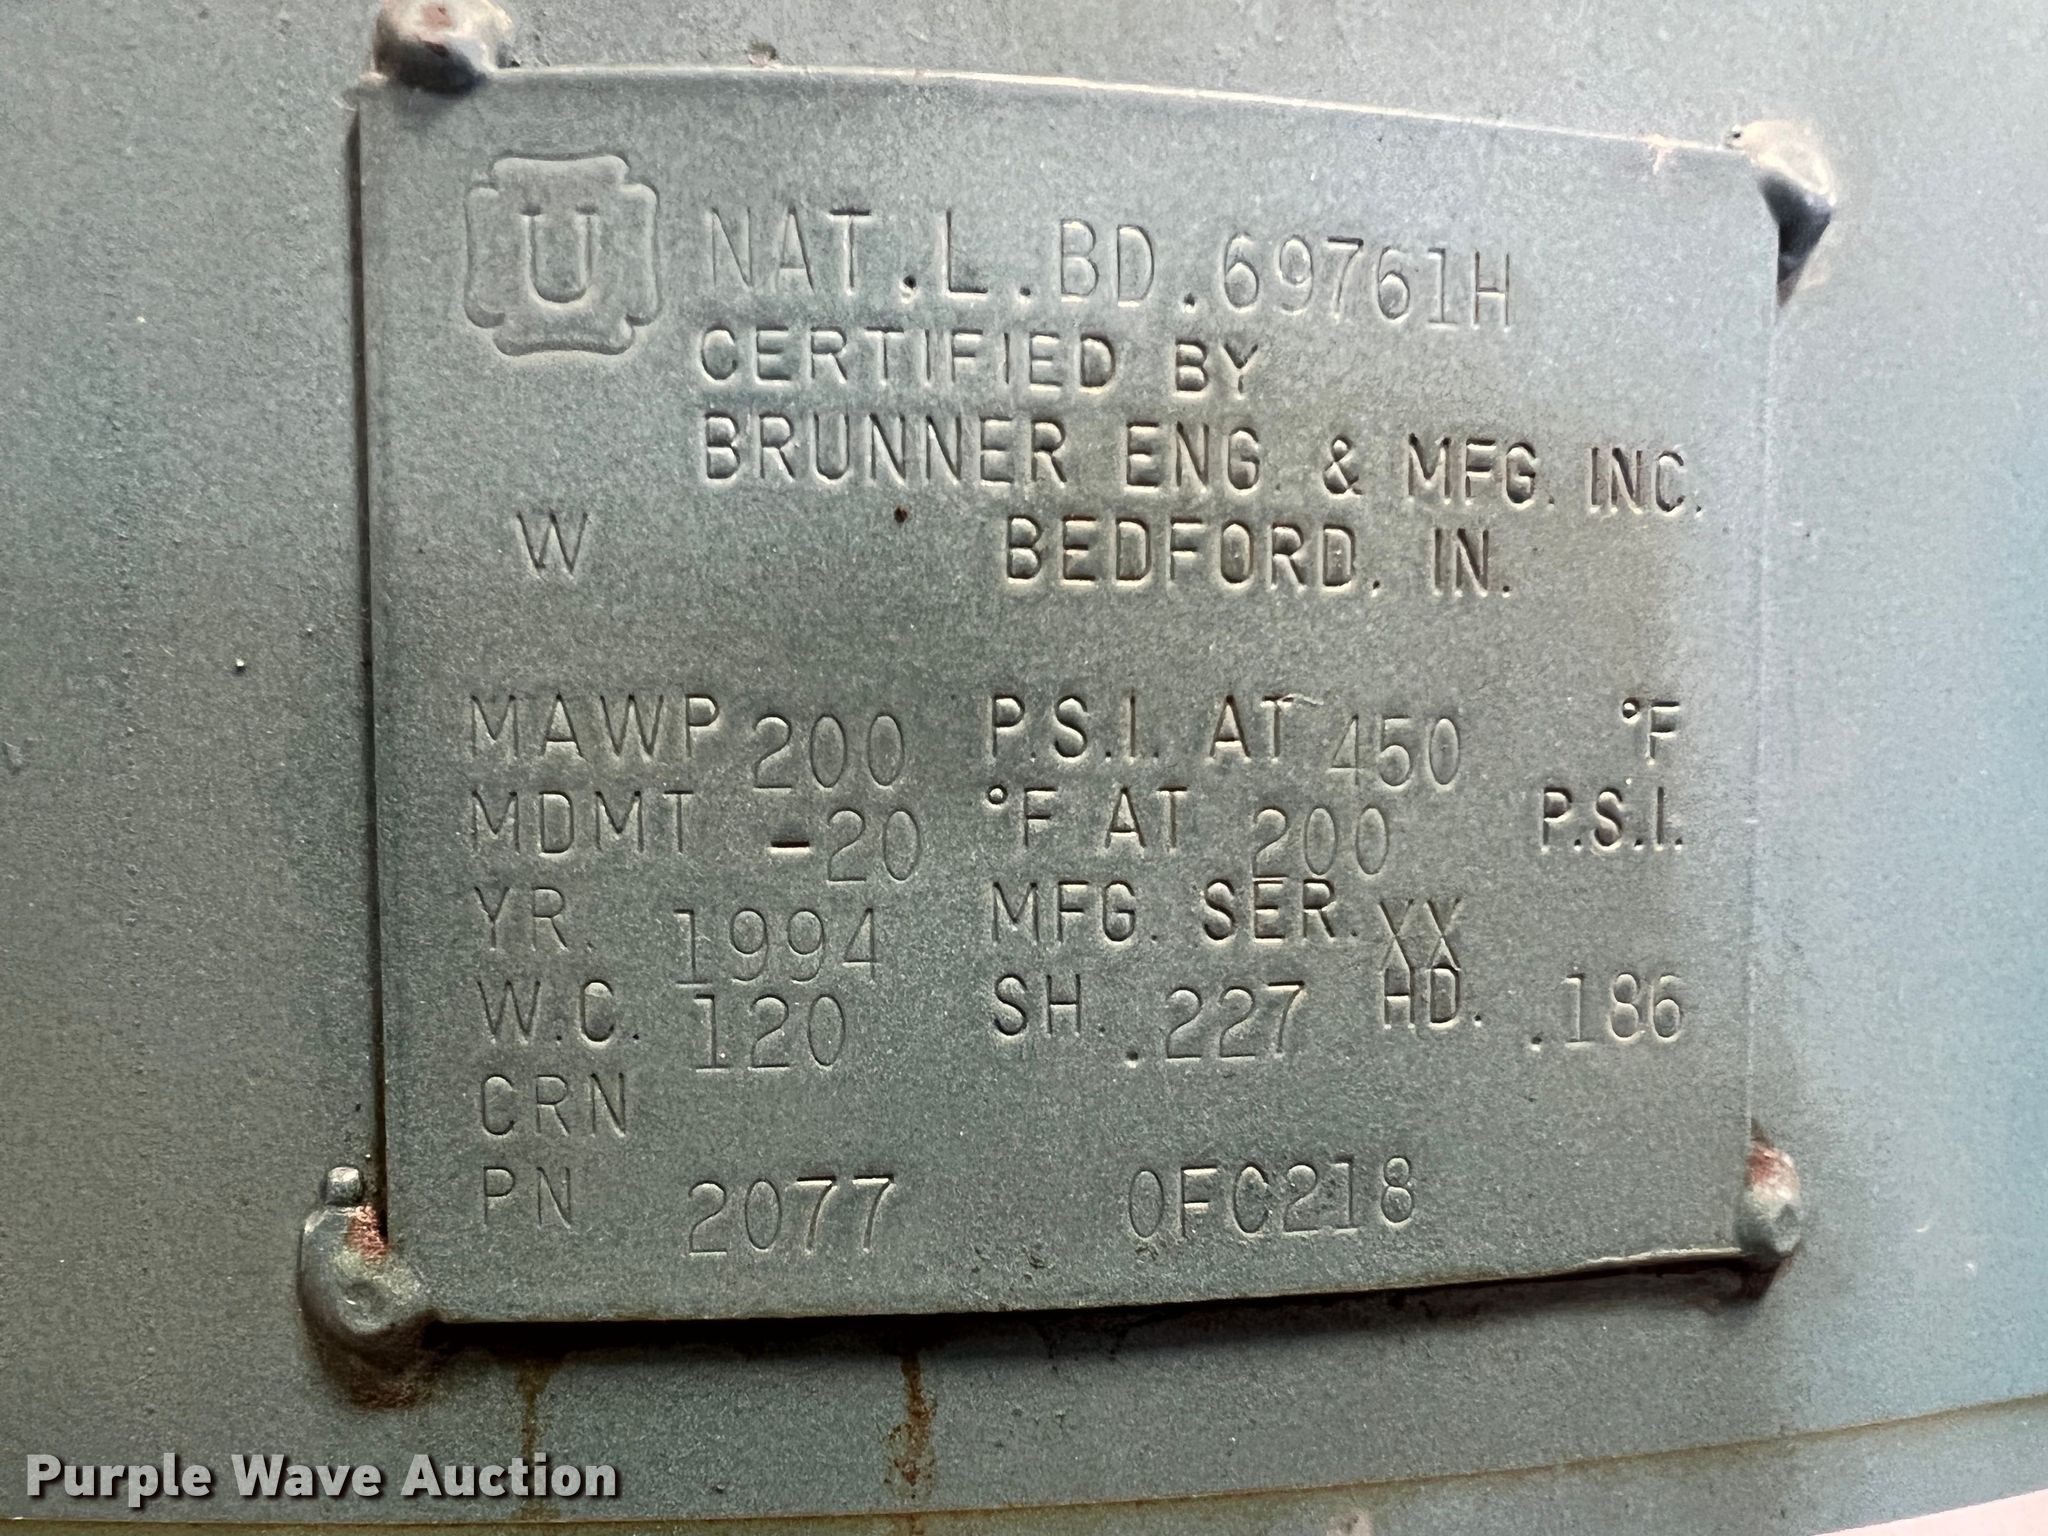 U NAT.L.BD.69761H
CERTIFIED BY
BRUNNER ENG. & MFG. INC.
W BEDFORD, IN.
MAWP 200 P.S.I. AT 450 °F
MDMT -20 °F AT 200 P.S.I.
YR. 1994 MFG. SER. XX
W.C. 120 SH. .227 HD. .186
CRN
PN 2077 0FC218
Purple Wave Auction